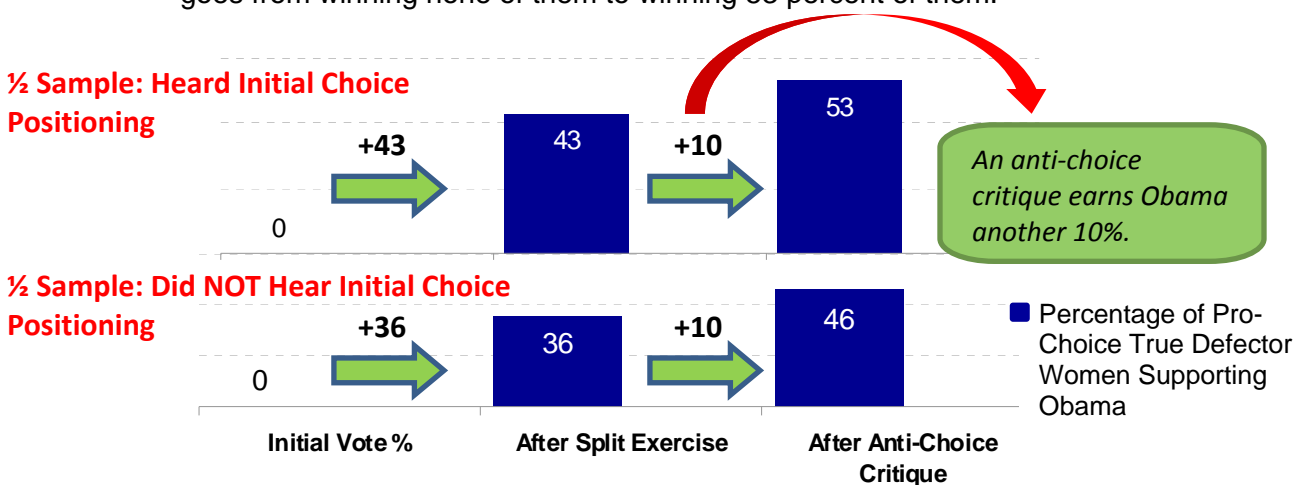 ½ Sample: Heard Initial Choice
Positioning
+43
43
+10
53
0
An anti-choice
critique earns Obama
another 10%.
½ Sample: Did NOT Hear Initial Choice
Positioning
+36
36
+10
46
0
Percentage of Pro-
Choice True Defector
Women Supporting
Obama
Initial Vote %
After Split Exercise
After Anti-Choice
Critique